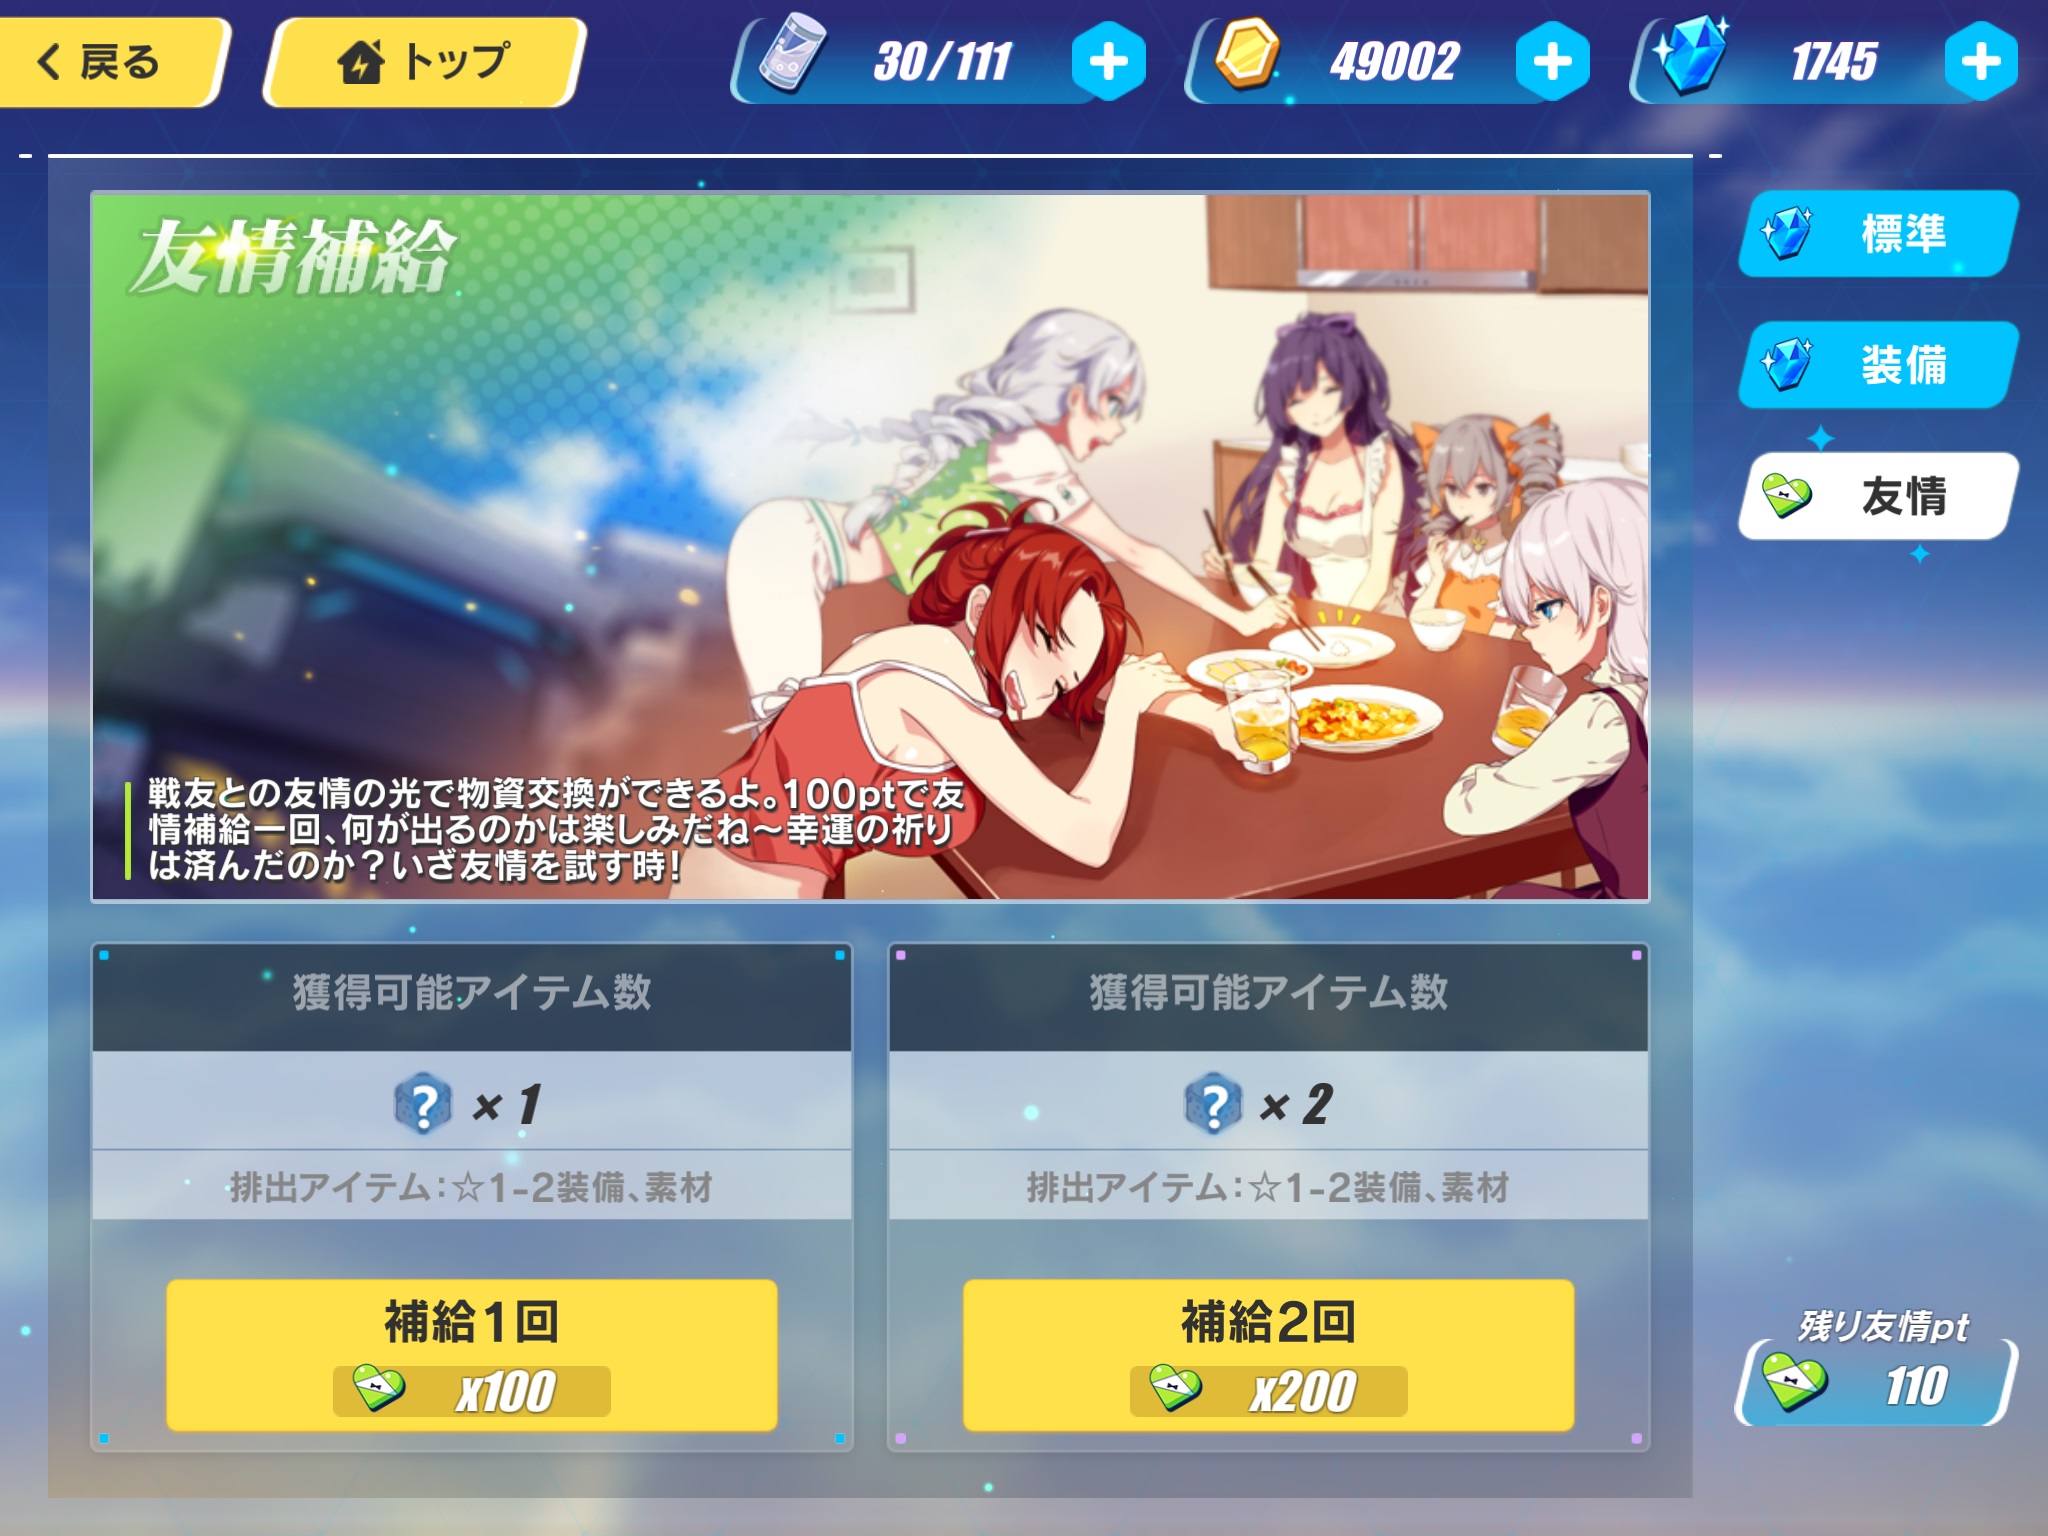 戻る
トップ
30/111
49002
1745
友情補給
標準
装備
友情
戦友との友情の光で物資交換ができるよ。100ptで友
情補給一回、何が出るのかは楽しみだね～幸運の祈り
は済んだのか？いざ友情を試す時！
獲得可能アイテム数
×1
排出アイテム：☆1-2装備、素材
補給1回
x100
獲得可能アイテム数
×2
排出アイテム：☆1-2装備、素材
補給2回
x200
残り友情pt
110